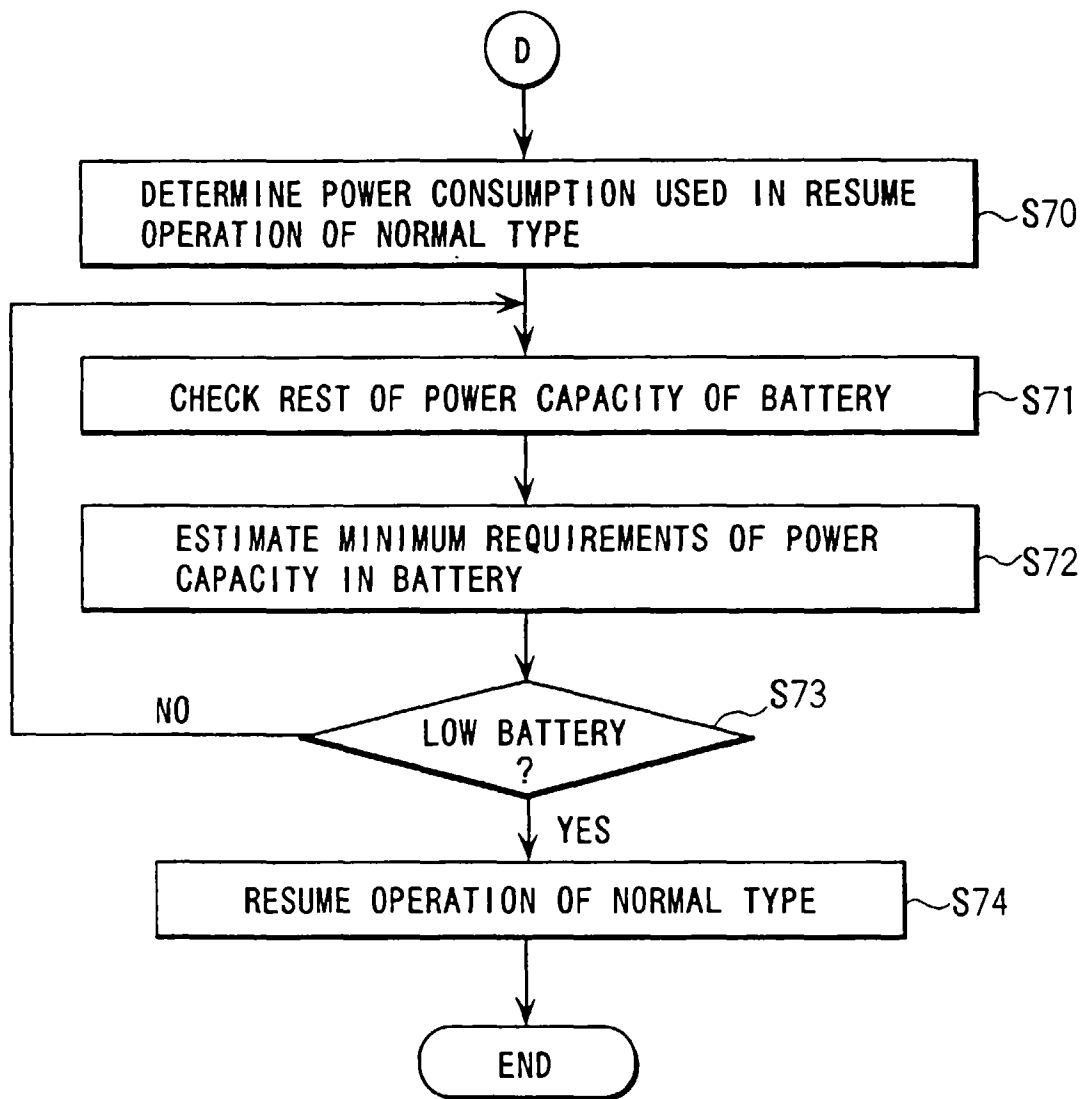 D
DETERMINE POWER CONSUMPTION USED IN RESUME
OPERATION OF NORMAL TYPE
S70
CHECK REST OF POWER CAPACITY OF BATTERY
S71
ESTIMATE MINIMUM REQUIREMENTS OF POWER
CAPACITY IN BATTERY
S72
S73
NO
LOW BATTERY
?
YES
RESUME OPERATION OF NORMAL TYPE
S74
END